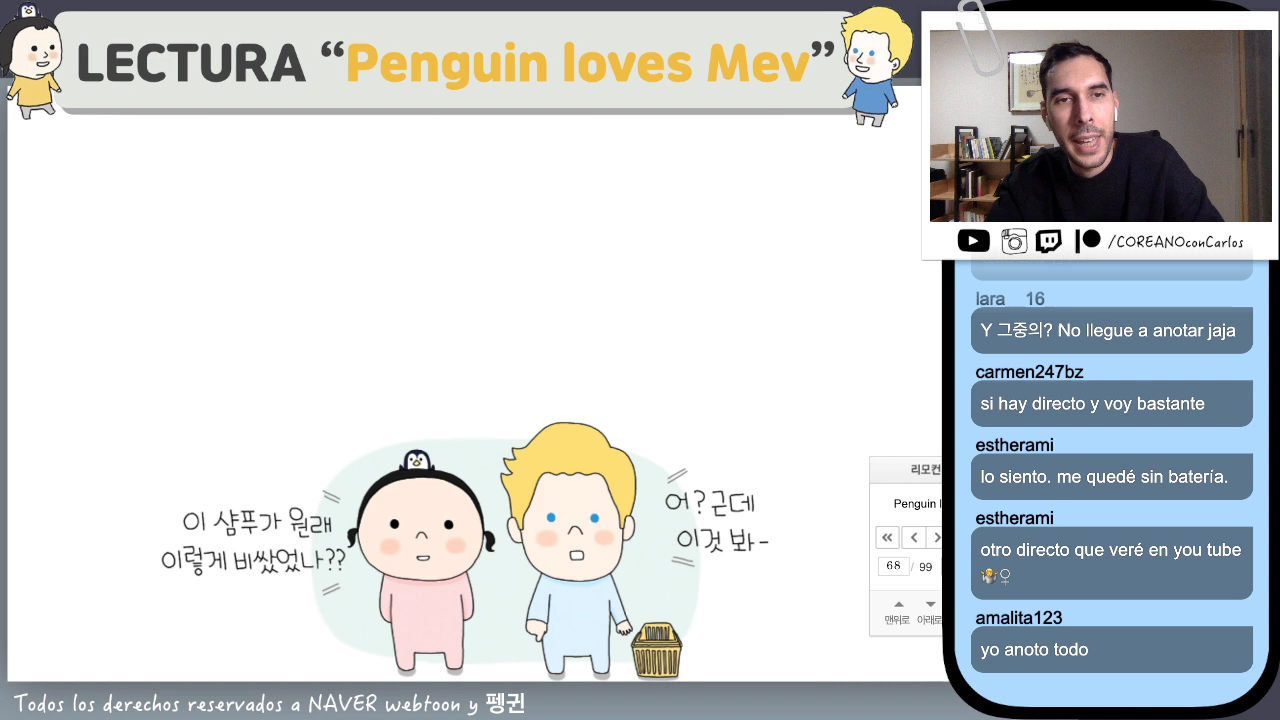 LECTURA “Penguin loves Mev”
이 샴푸가 원래
이렇게 비쌌었나??
어? 근데
이것 봐-
리모컨
Penguin
68 / 99
맨위로 아래로
/COREANOconCarlos
lara 16
Y 그중의? No llegue a anotar jaja
carmen247bz
si hay directo y voy bastante
estherami
lo siento. me quedé sin batería.
estherami
otro directo que veré en you tube
🤷♀
amalita123
yo anoto todo
Todos los derechos reservados a NAVER webtoon y 펭귄